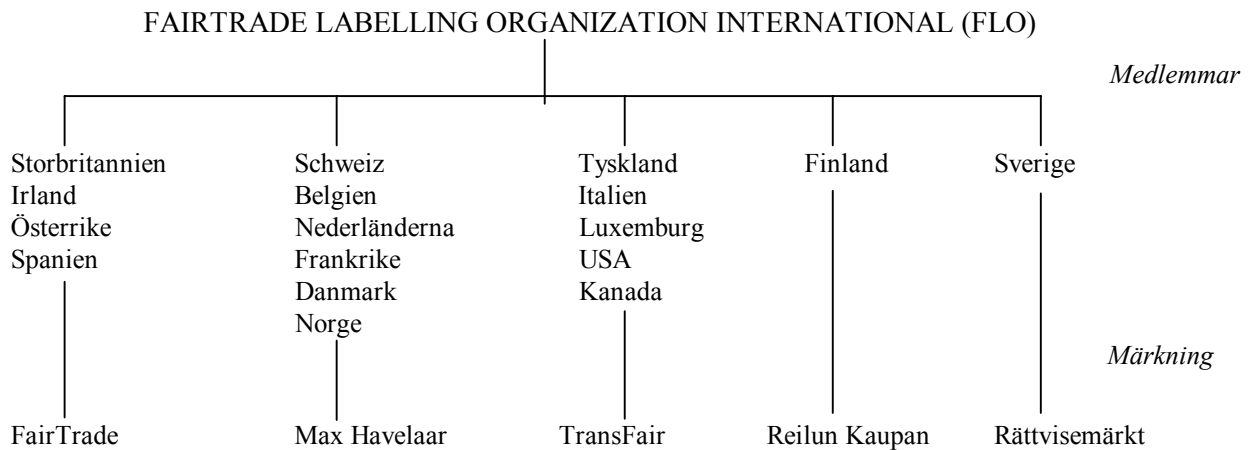 FAIRTRADE LABELLING ORGANIZATION INTERNATIONAL (FLO)
Medlemmar
Storbritannien
Irland
Österrike
Spanien
Schweiz
Belgien
Nederländerna
Frankrike
Danmark
Norge
Tyskland
Italien
Luxemburg
USA
Kanada
Finland
Sverige
Märkning
FairTrade
Max Havelaar
TransFair
Reilun Kaupan
Rättvisemärkt